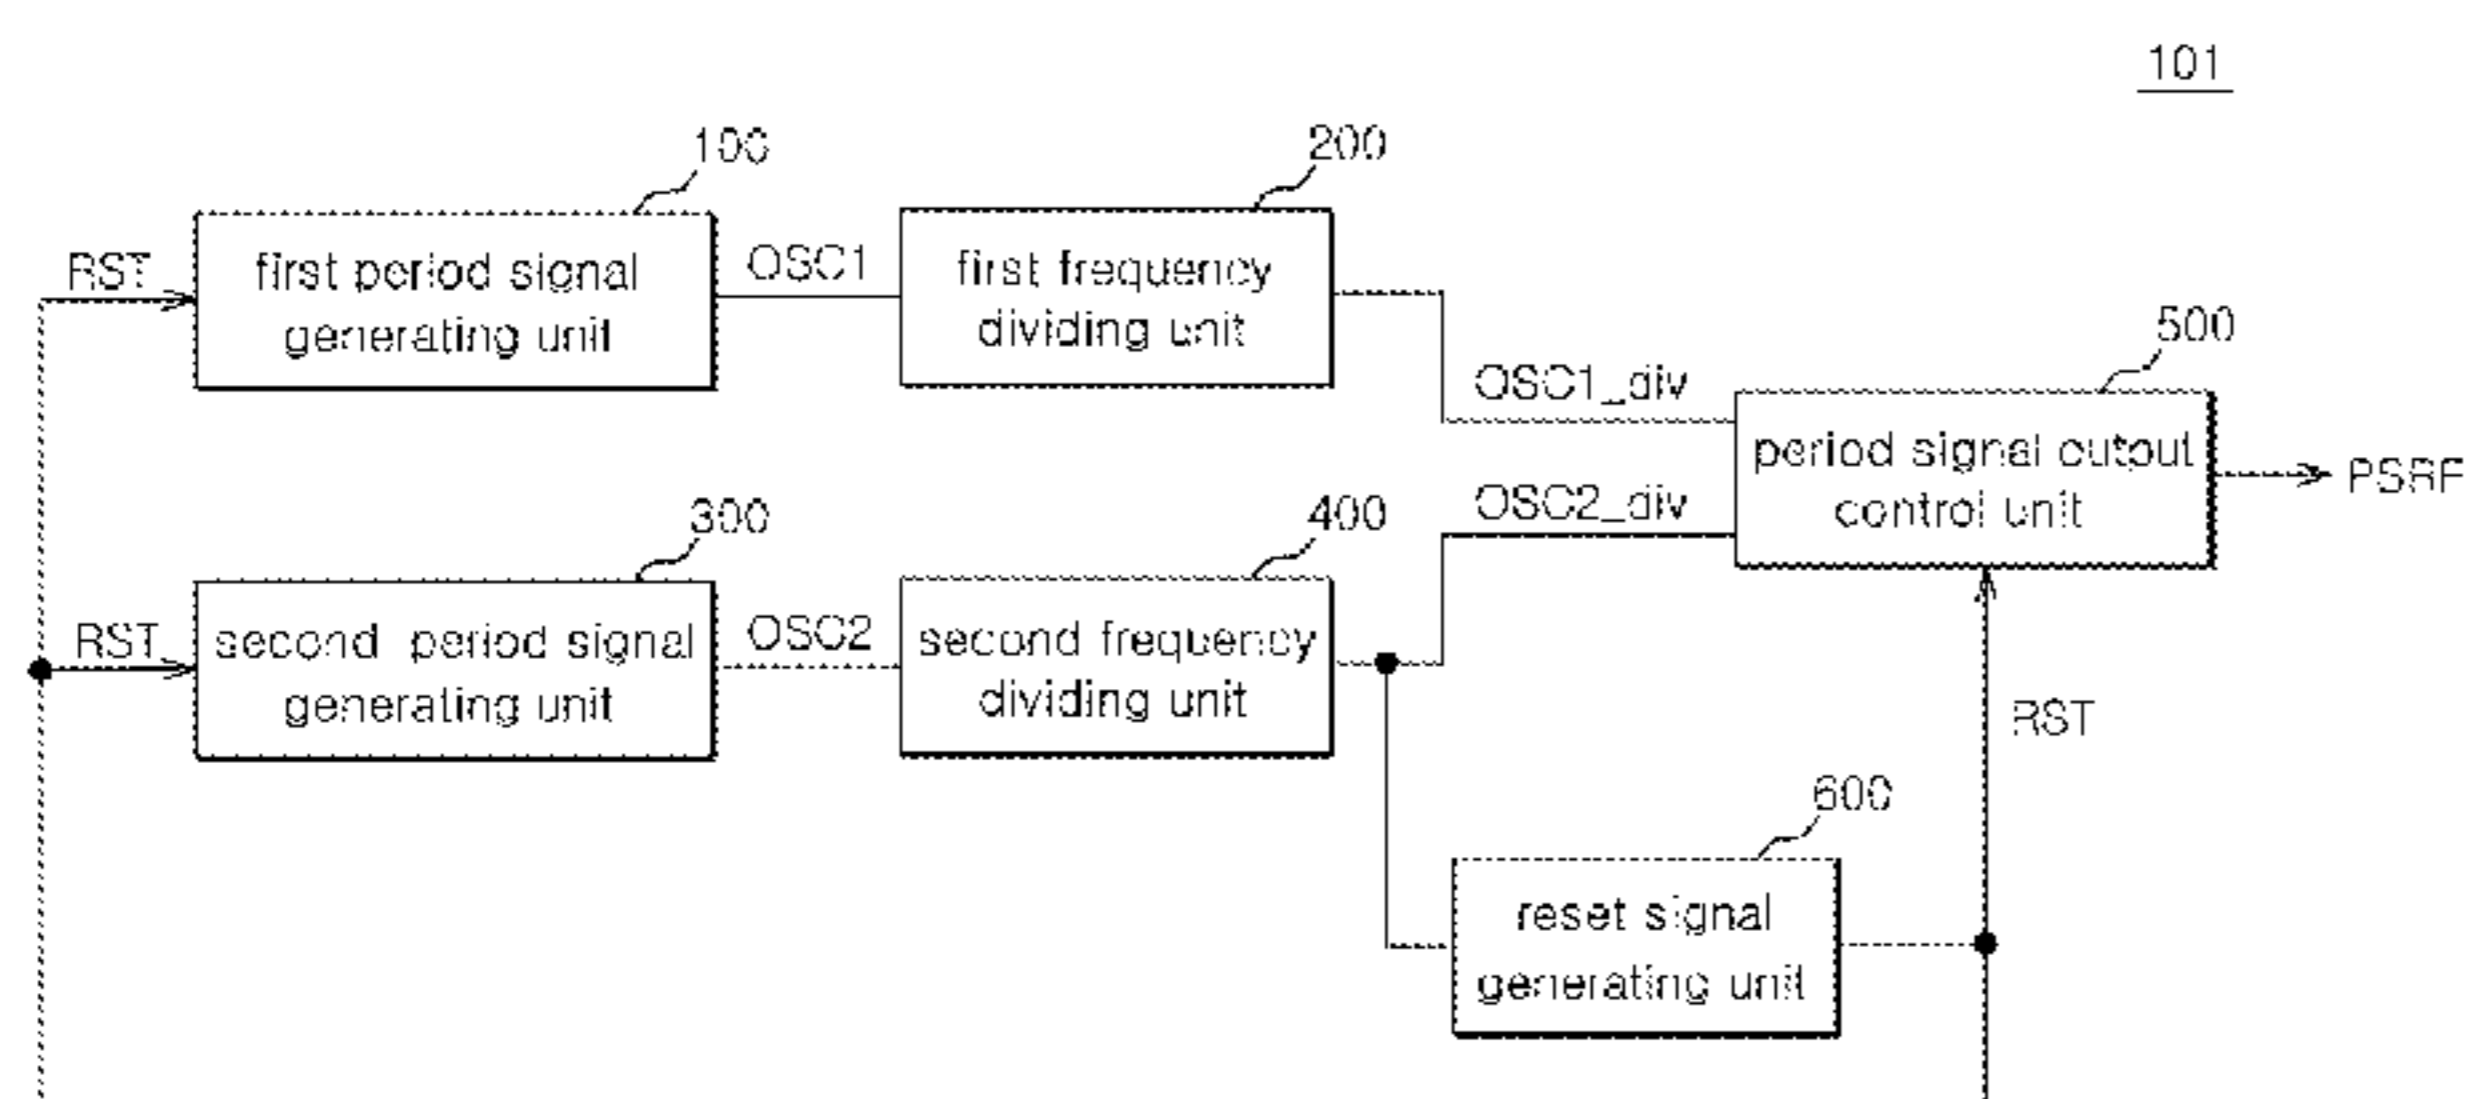 101
100
200
RST
first period signal
generating unit
OSC1
first frequency
dividing unit
500
OSC1_div
period signal output
control unit
PSRF
OSC2_div
300
400
RST
second period signal
generating unit
OSC2
second frequency
dividing unit
RST
600
reset signal
generating unit